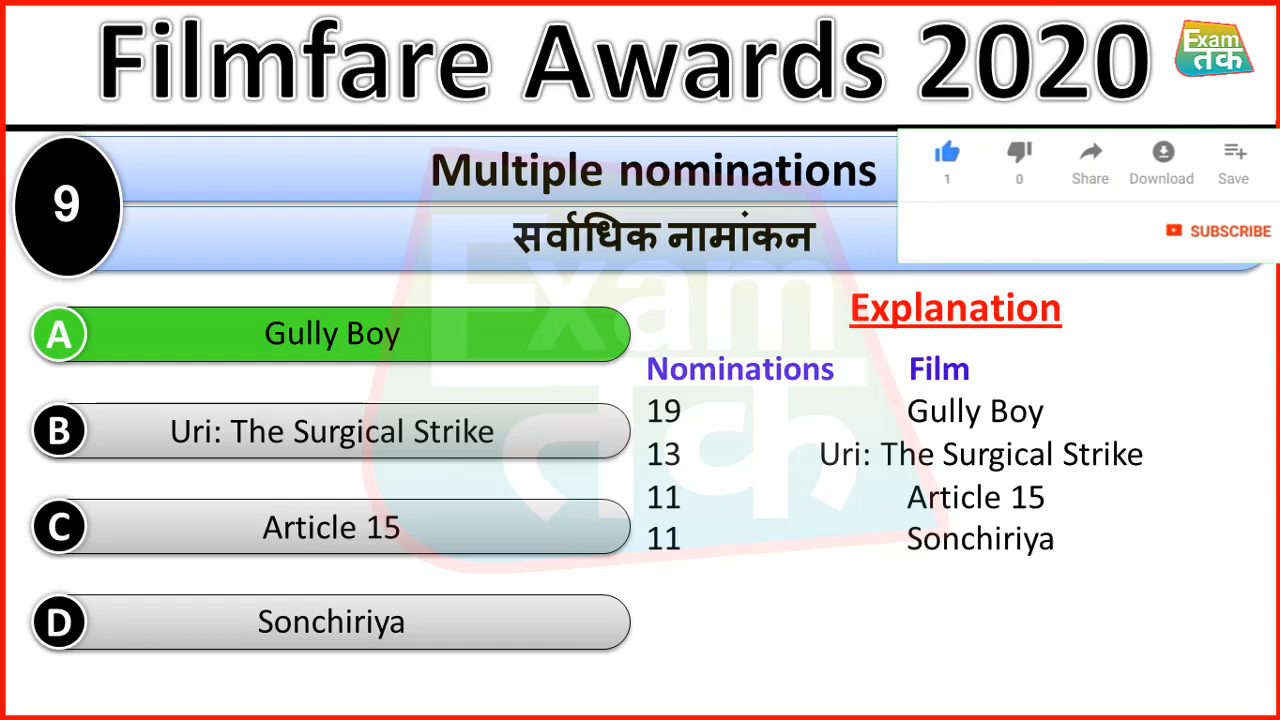 Filmfare Awards 2020
Exam
तक
9
Multiple nominations
सर्वाधिक नामांकन
1
0
Share
Download
Save
SUBSCRIBE
A
Gully Boy
B
Uri: The Surgical Strike
C
Article 15
D
Sonchiriya
Explanation
Nominations Film
19 Gully Boy
13 Uri: The Surgical Strike
11 Article 15
11 Sonchiriya
Exam
तक